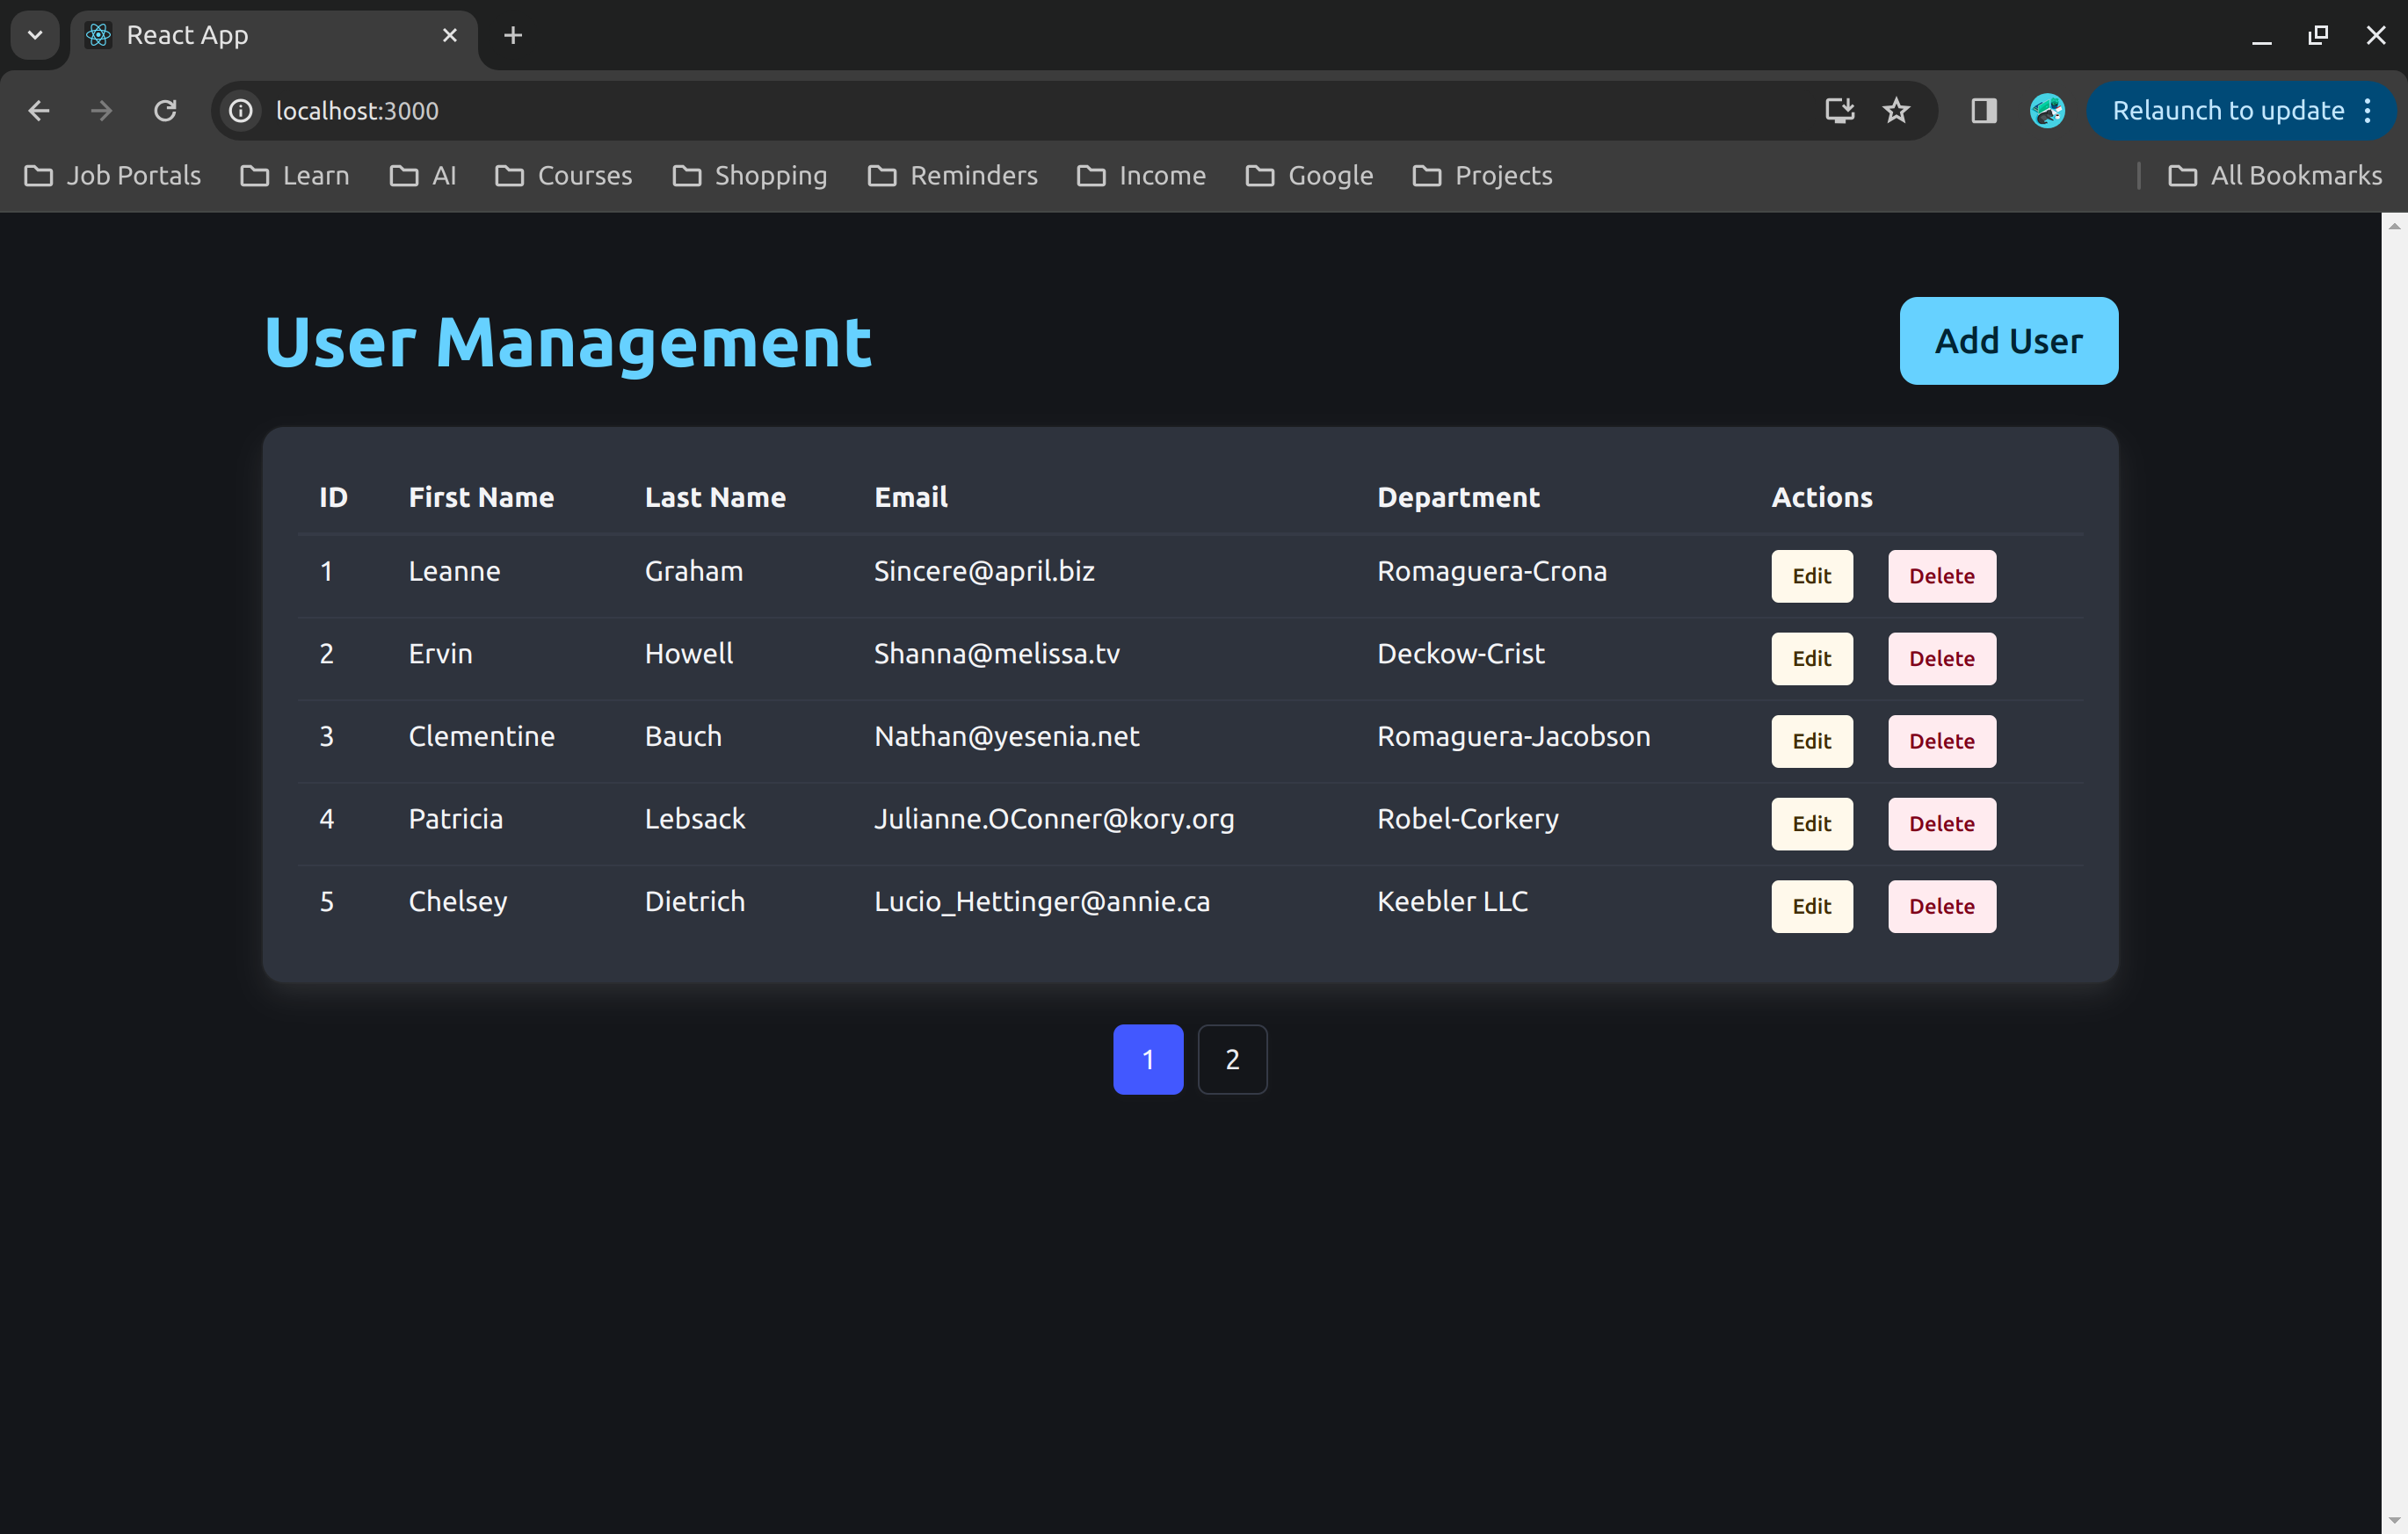 React App
localhost:3000
Relaunch to update
Job Portals Learn AI Courses Shopping Reminders Income Google Projects All Bookmarks
User Management
Add User
ID First Name Last Name Email Department Actions
1 Leanne Graham Sincere@april.biz Romaguera-Crona Edit Delete
2 Ervin Howell Shanna@melissa.tv Deckow-Crist Edit Delete
3 Clementine Bauch Nathan@yesenia.net Romaguera-Jacobson Edit Delete
4 Patricia Lebsack Julianne.OConner@kory.org Robel-Corkery Edit Delete
5 Chelsey Dietrich Lucio_Hettinger@annie.ca Keebler LLC Edit Delete
1 2